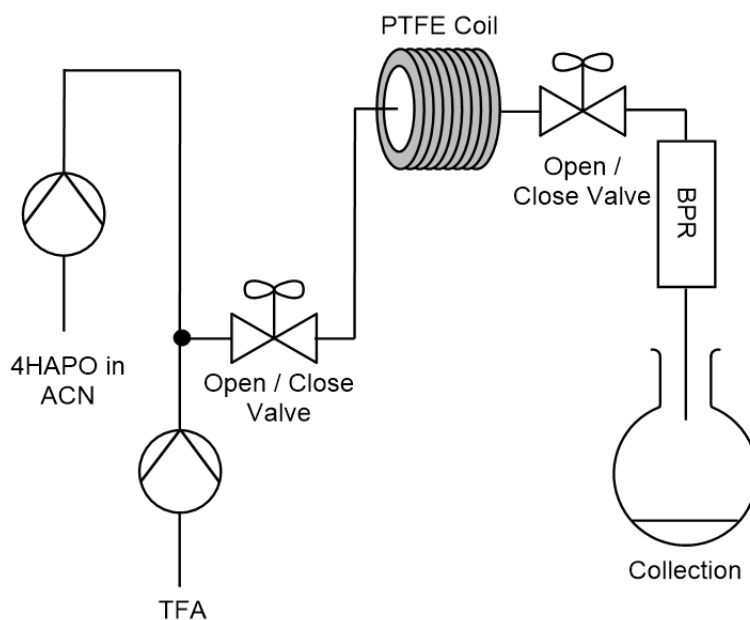 PTFE Coil
Open /
Close Valve
BPR
4HAPO in
ACN
Open / Close
Valve
Collection
TFA